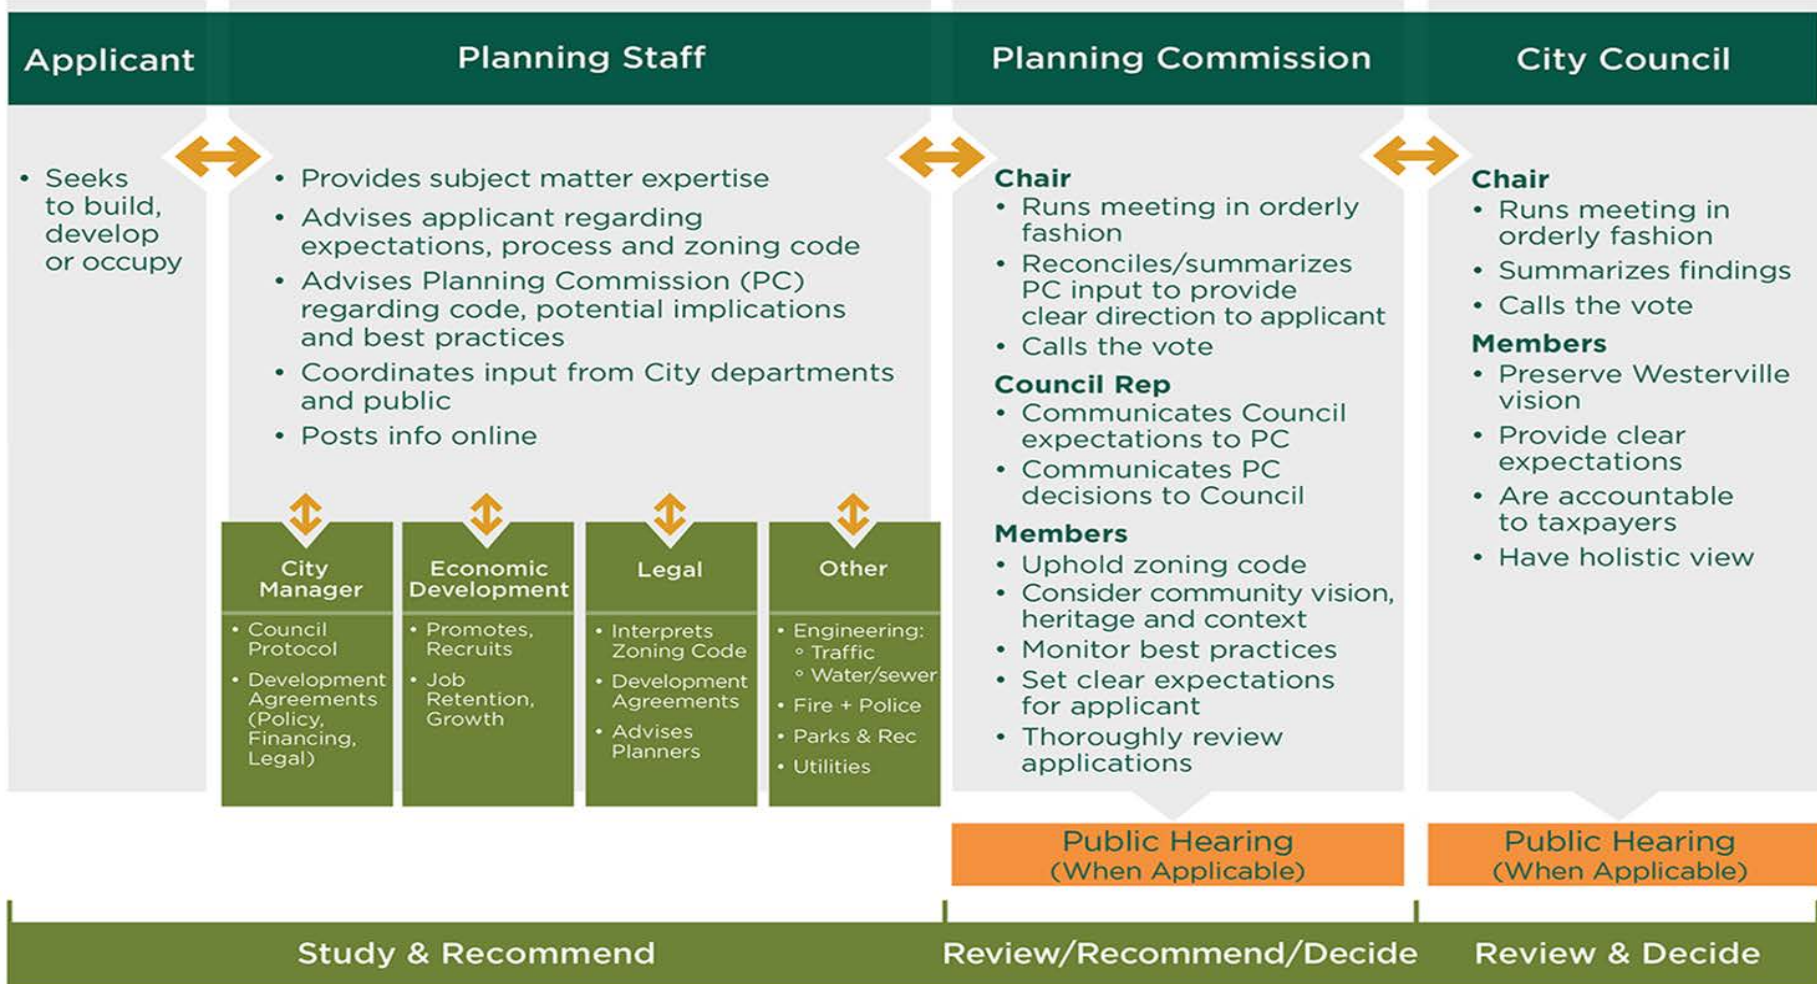 Applicant
Planning Staff
Planning Commission
City Council
• Seeks
to build,
develop
or occupy
• Provides subject matter expertise
• Advises applicant regarding
expectations, process and zoning code
• Advises Planning Commission (PC)
regarding code, potential implications
and best practices
• Coordinates input from City departments
and public
• Posts info online
City
Manager
• Council
Protocol
• Development
Agreements
(Policy,
Financing,
Legal)
Economic
Development
• Promotes,
Recruits
• Job
Retention,
Growth
Legal
• Interprets
Zoning Code
• Development
Agreements
• Advises
Planners
Other
• Engineering:
° Traffic
° Water/sewer
• Fire + Police
• Parks & Rec
• Utilities
Chair
• Runs meeting in orderly
fashion
• Reconciles/summarizes
PC input to provide
clear direction to applicant
• Calls the vote
Council Rep
• Communicates Council
expectations to PC
• Communicates PC
decisions to Council
Members
• Uphold zoning code
• Consider community vision,
heritage and context
• Monitor best practices
• Set clear expectations
for applicant
• Thoroughly review
applications
Public Hearing
(When Applicable)
Chair
• Runs meeting in
orderly fashion
• Summarizes findings
• Calls the vote
Members
• Preserve Westerville
vision
• Provide clear
expectations
• Are accountable
to taxpayers
• Have holistic view
Public Hearing
(When Applicable)
Study & Recommend
Review/Recommend/Decide
Review & Decide